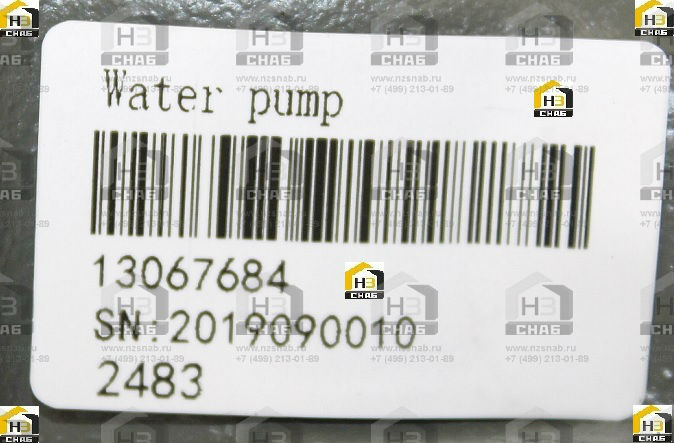 Water pump
13067684
SN.2019090010
2483
НЗ
СНАБ
www.nzsnab.ru
+7 (499) 213-01-89